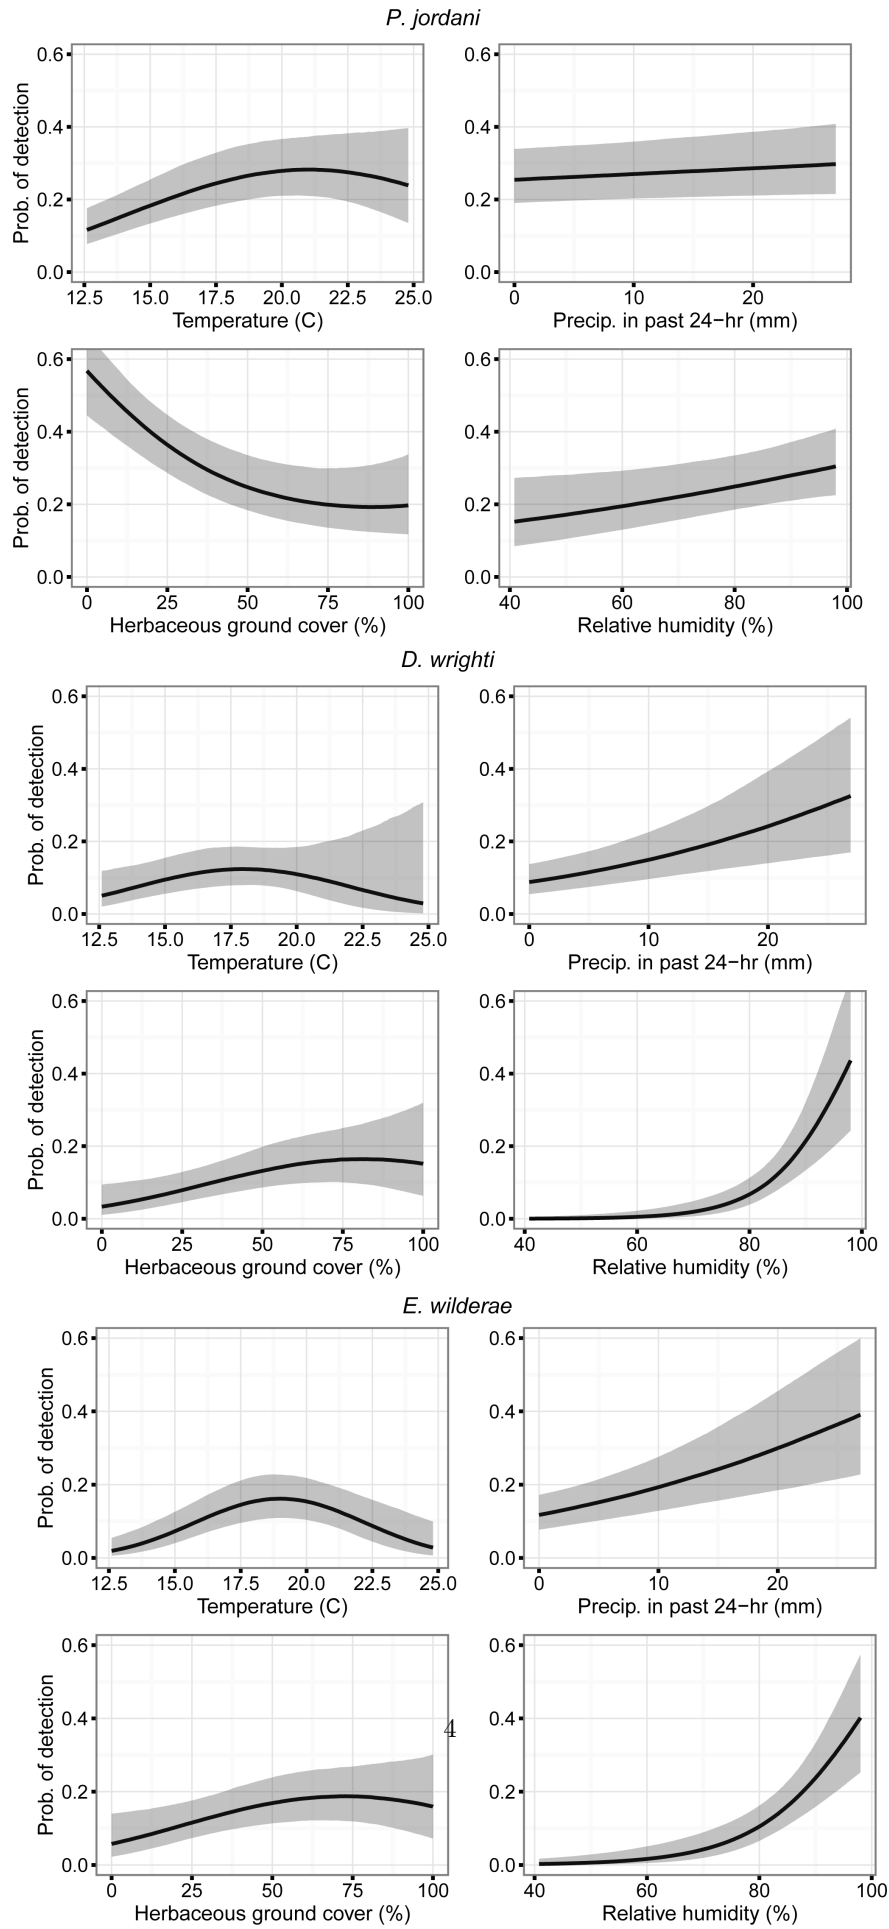 P. jordani
0.6
0.4
0.2
0.0
Prob. of detection
12.5 15.0 17.5 20.0 22.5 25.0
Temperature (C)
0.6
0.4
0.2
0.0
0 10 20
Precip. in past 24−hr (mm)
0.6
0.4
0.2
0.0
Prob. of detection
0 25 50 75 100
Herbaceous ground cover (%)
0.6
0.4
0.2
0.0
40 60 80 100
Relative humidity (%)
D. wrighti
0.6
0.4
0.2
0.0
Prob. of detection
12.5 15.0 17.5 20.0 22.5 25.0
Temperature (C)
0.6
0.4
0.2
0.0
0 10 20
Precip. in past 24−hr (mm)
0.6
0.4
0.2
0.0
Prob. of detection
0 25 50 75 100
Herbaceous ground cover (%)
0.6
0.4
0.2
0.0
40 60 80 100
Relative humidity (%)
E. wilderae
0.6
0.4
0.2
0.0
Prob. of detection
12.5 15.0 17.5 20.0 22.5 25.0
Temperature (C)
0.6
0.4
0.2
0.0
0 10 20
Precip. in past 24−hr (mm)
0.6
0.4
0.2
0.0
Prob. of detection
0 25 50 75 100
Herbaceous ground cover (%)
4
0.6
0.4
0.2
0.0
40 60 80 100
Relative humidity (%)